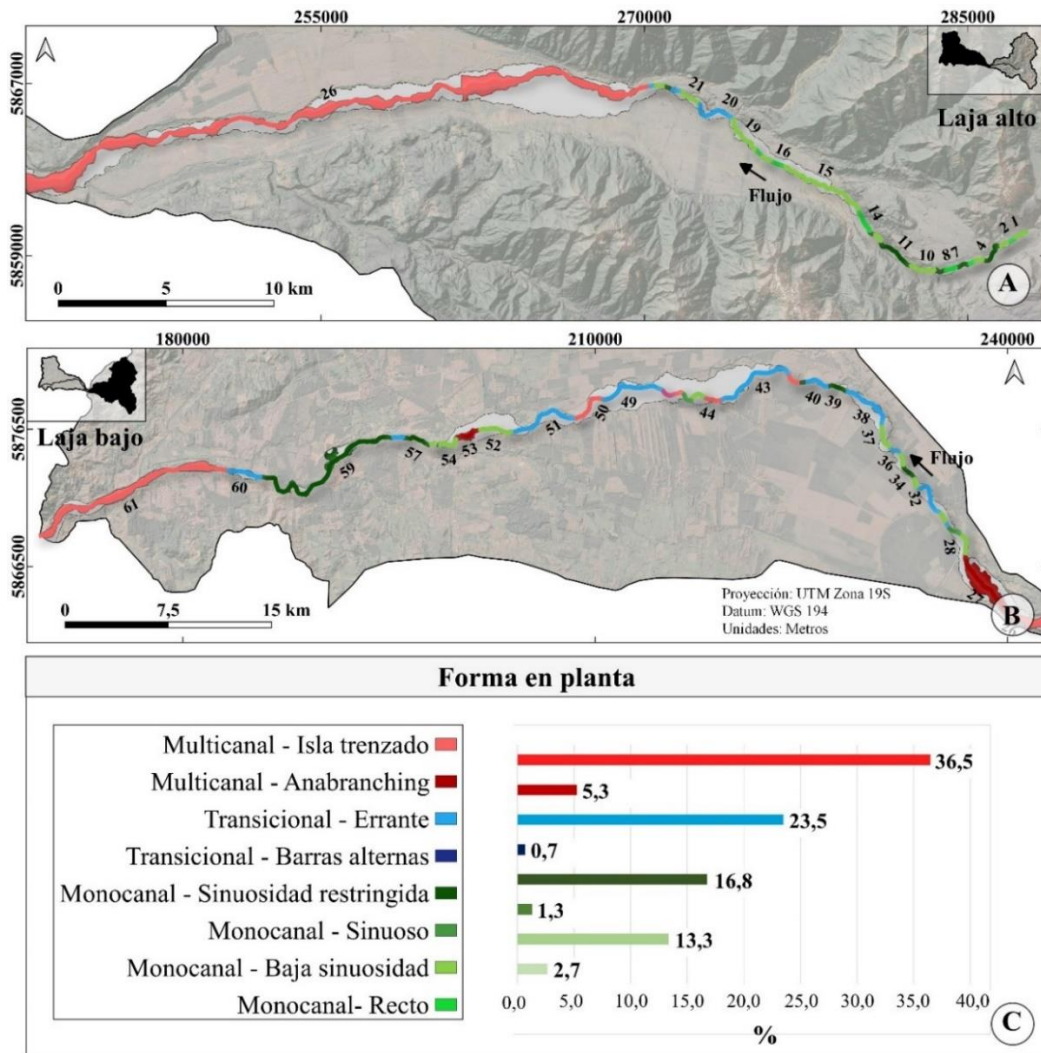 255000
270000
285000
5867000
5859000
26
21
20
19
16
15
14
11
10
87
4
2 1
Flujo
Laja alto
0
5
10 km
A
180000
210000
240000
5876500
5866500
Laja bajo
61
60
59
57
54
53
52
51
50
49
44
43
40
39
38
37
36
34
32
28
Flujo
0
7,5
15 km
Proyección: UTM Zona 19S
Datum: WGS 194
Unidades: Metros
B
Forma en planta
Multicanal - Isla trenzado
Multicanal - Anabranching
Transicional - Errante
Transicional - Barras alternas
Monocanal - Sinuosidad restringida
Monocanal - Sinuoso
Monocanal - Baja sinuosidad
Monocanal- Recto
36,5
5,3
23,5
0,7
16,8
1,3
13,3
2,7
0,0 5,0 10,0 15,0 20,0 25,0 30,0 35,0 40,0
%
C